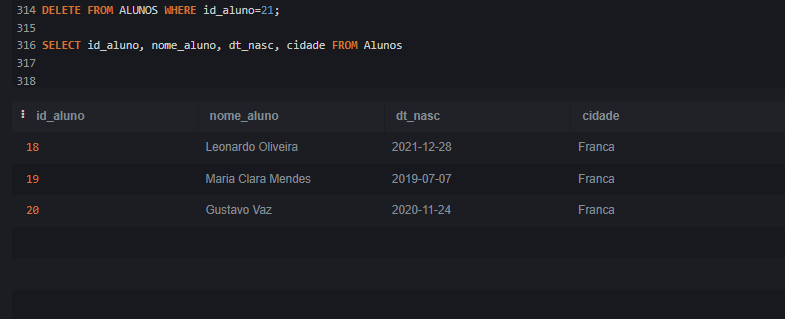 314 DELETE FROM ALUNOS WHERE id_aluno=21;
315
316 SELECT id_aluno, nome_aluno, dt_nasc, cidade FROM Alunos
317
318
id_aluno nome_aluno dt_nasc cidade
18 Leonardo Oliveira 2021-12-28 Franca
19 Maria Clara Mendes 2019-07-07 Franca
20 Gustavo Vaz 2020-11-24 Franca